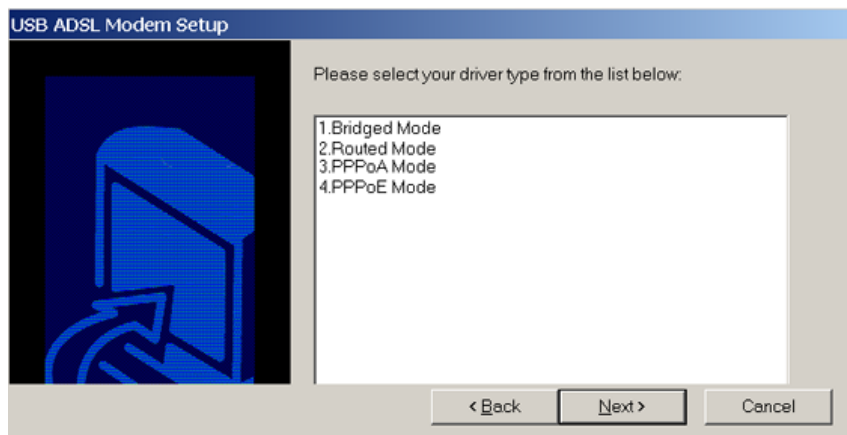 USB ADSL Modem Setup
Please select your driver type from the list below:
1.Bridged Mode
2.Routed Mode
3.PPPoA Mode
4.PPPoE Mode
< Back
Next >
Cancel